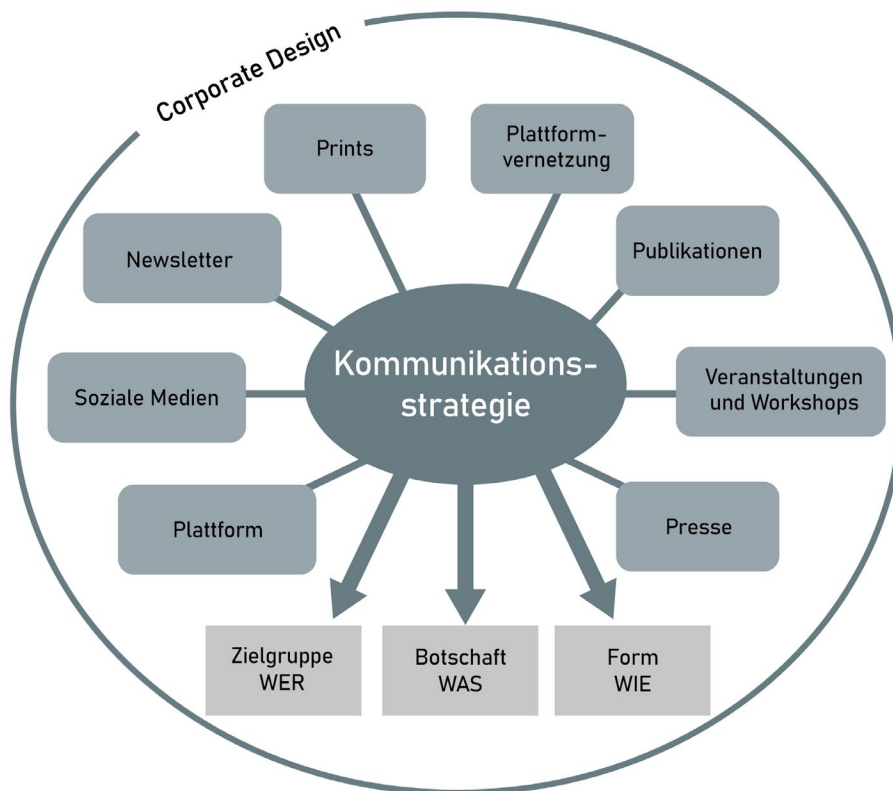 Corporate Design
Prints
Plattform-
vernetzung
Newsletter
Publikationen
Kommunikations-
strategie
Soziale Medien
Veranstaltungen
und Workshops
Plattform
Presse
Zielgruppe
WER
Botschaft
WAS
Form
WIE